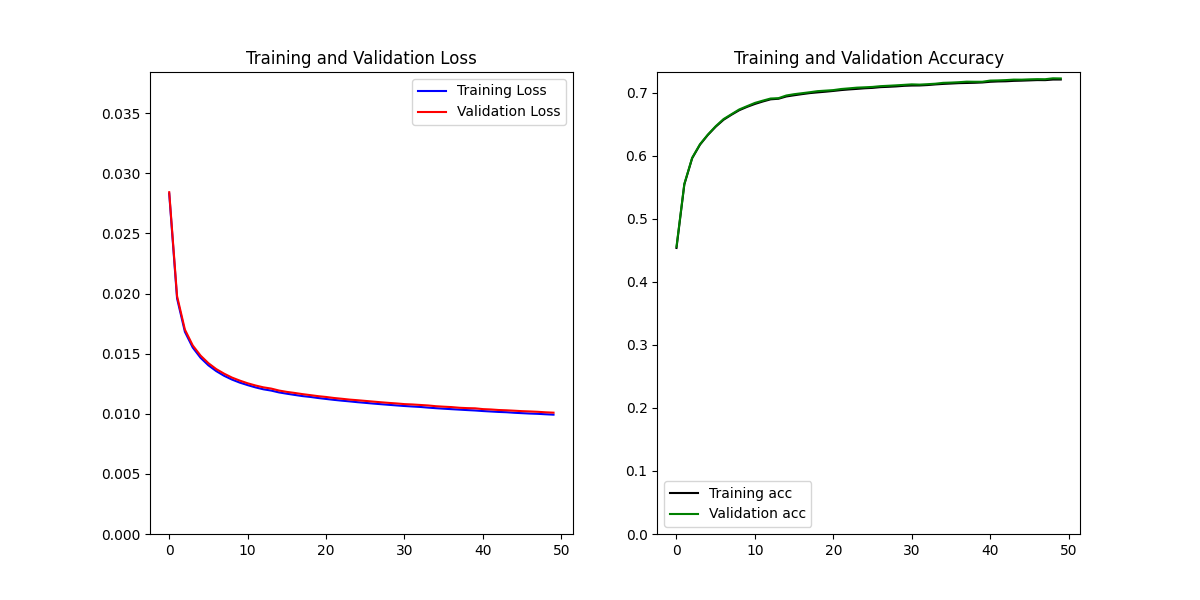 Training and Validation Loss
0.035
0.030
0.025
0.020
0.015
0.010
0.005
0.000
0 10 20 30 40 50
Training Loss
Validation Loss
Training and Validation Accuracy
0.7
0.6
0.5
0.4
0.3
0.2
0.1
0.0
0 10 20 30 40 50
Training acc
Validation acc